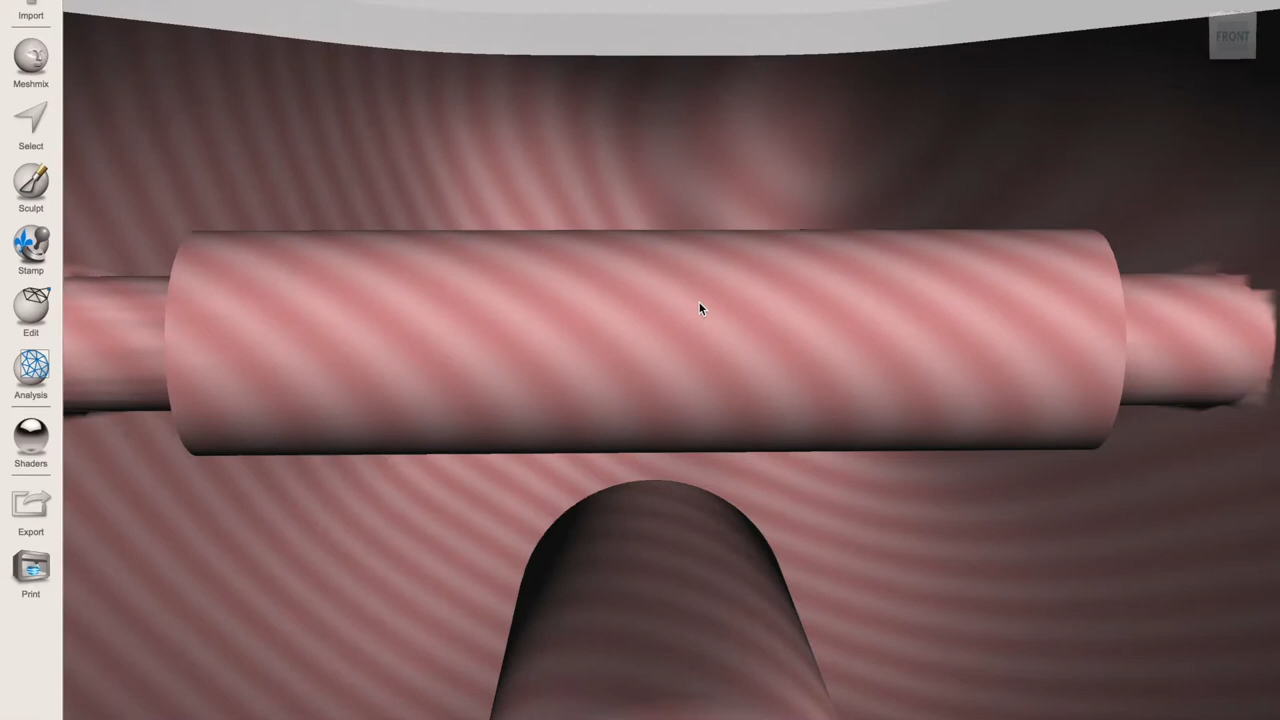 Import
FRONT
Meshmix
Select
Sculpt
Stamp
Edit
Analysis
Shaders
Export
Print